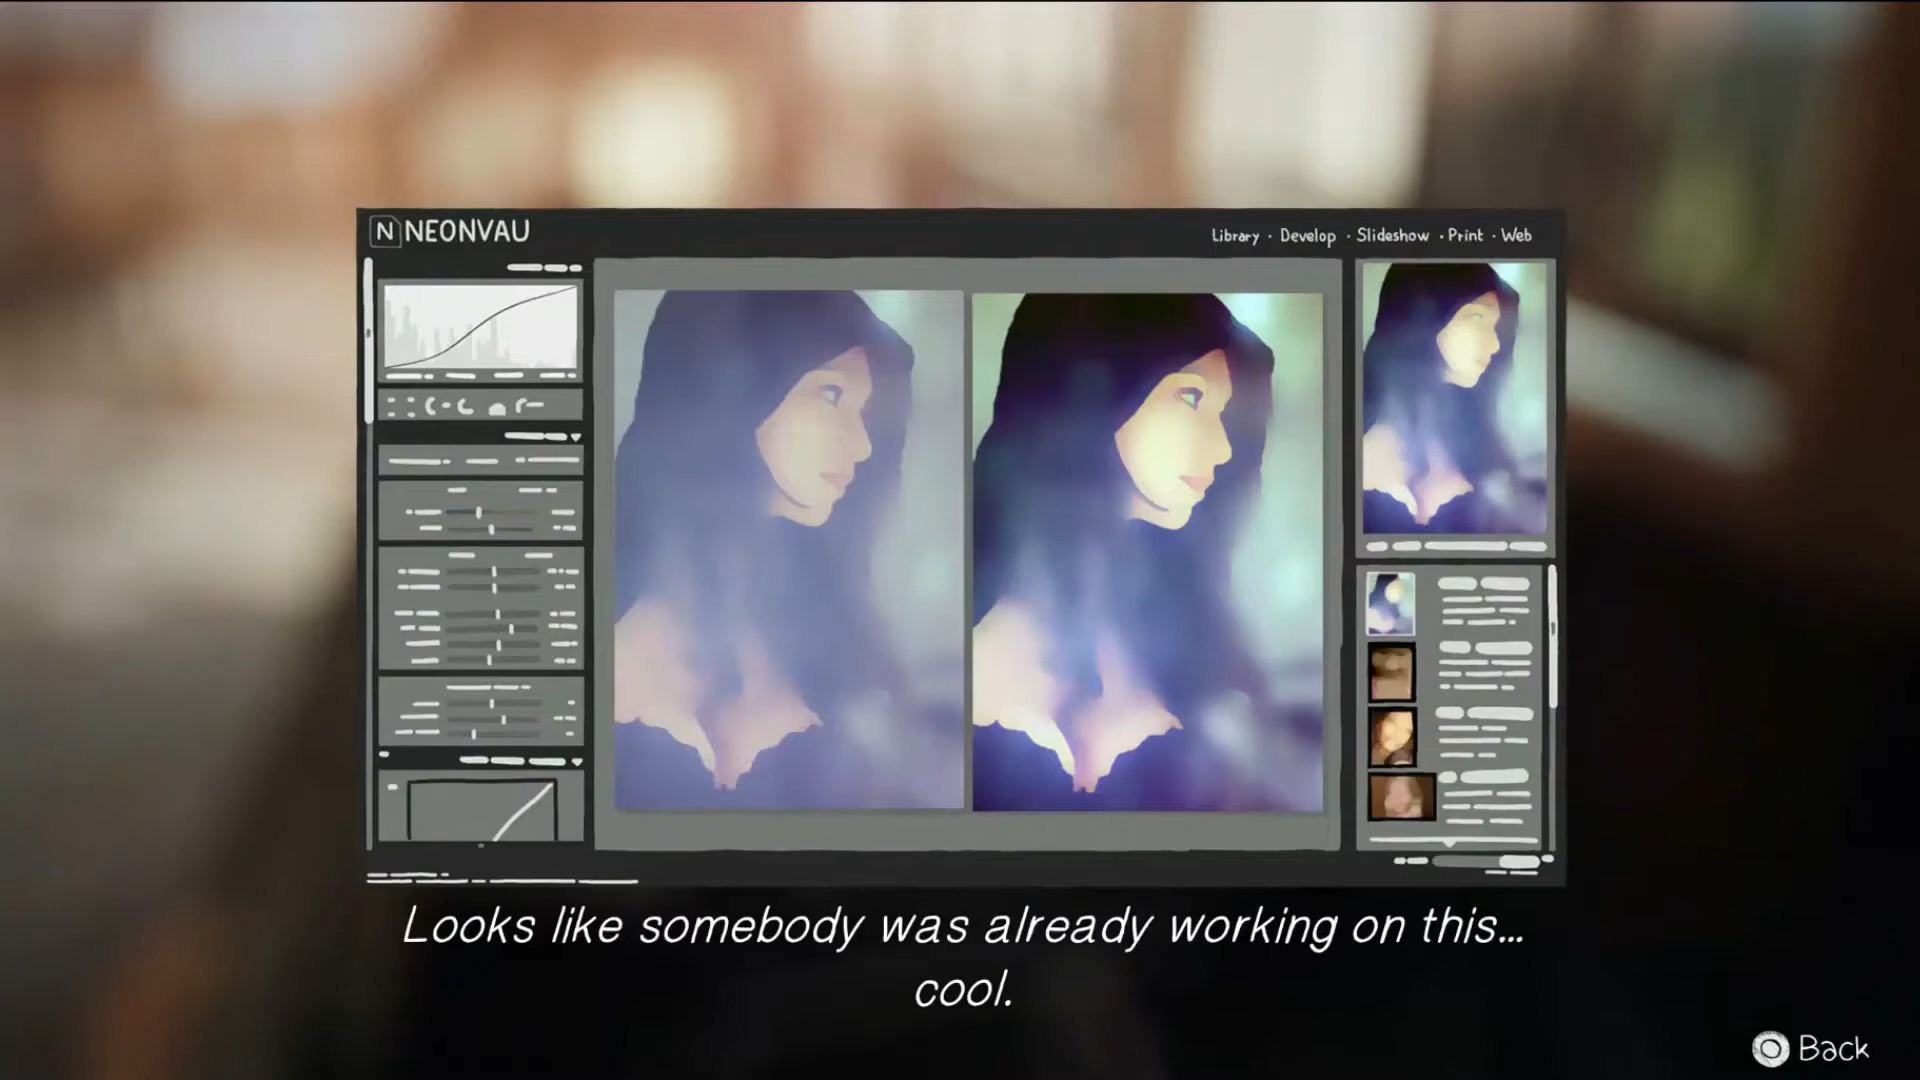 N NEONVAU
Library · Develop · Slideshow · Print · Web
Looks like somebody was already working on this...
cool.
Back